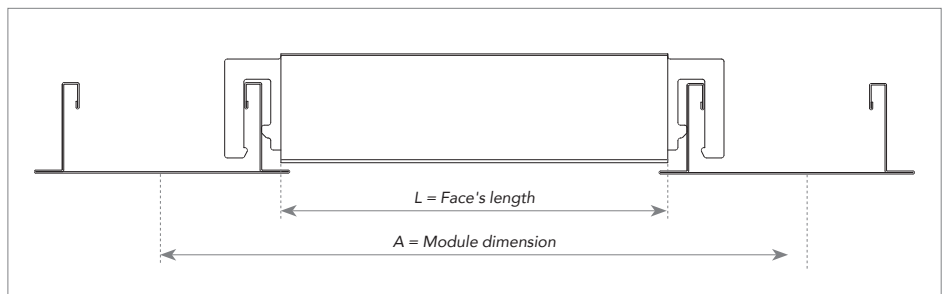 L = Face's length
A = Module dimension